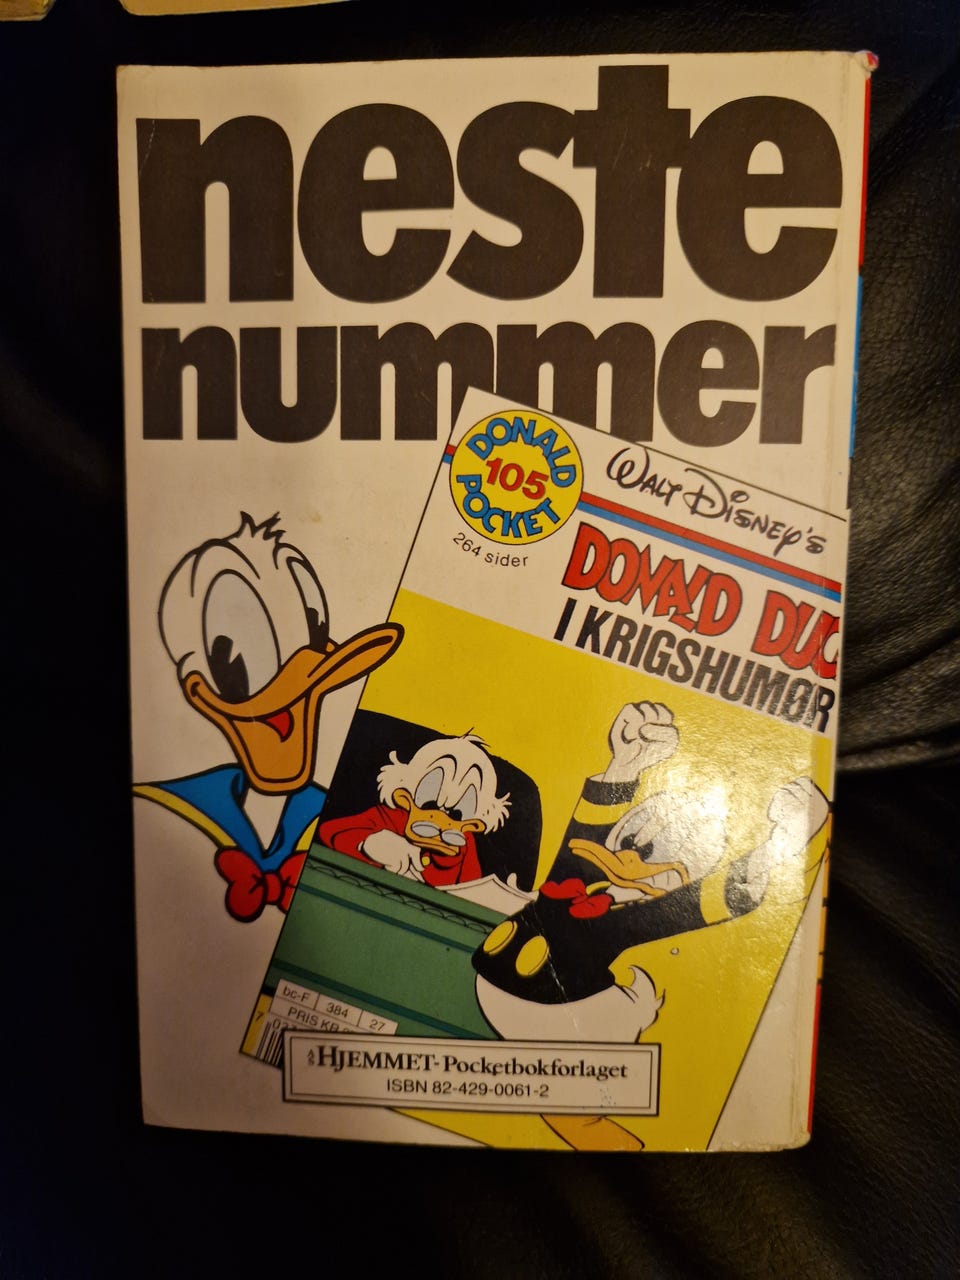 neste
nummer
DONALD
105
POCKET
264 sider
WALT DISNEY'S
DONALD DUC
I KRIGSHUMØR
bc-F 384 27
PRIS KR
7
A/S HJEMMET-Pocketbokforlaget
ISBN 82-429-0061-2